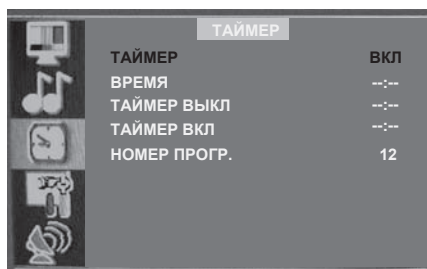 ТАЙМЕР
ТАЙМЕР ВКЛ
ВРЕМЯ --:--
ТАЙМЕР ВЫКЛ --:--
ТАЙМЕР ВКЛ --:--
НОМЕР ПРОГР. 12